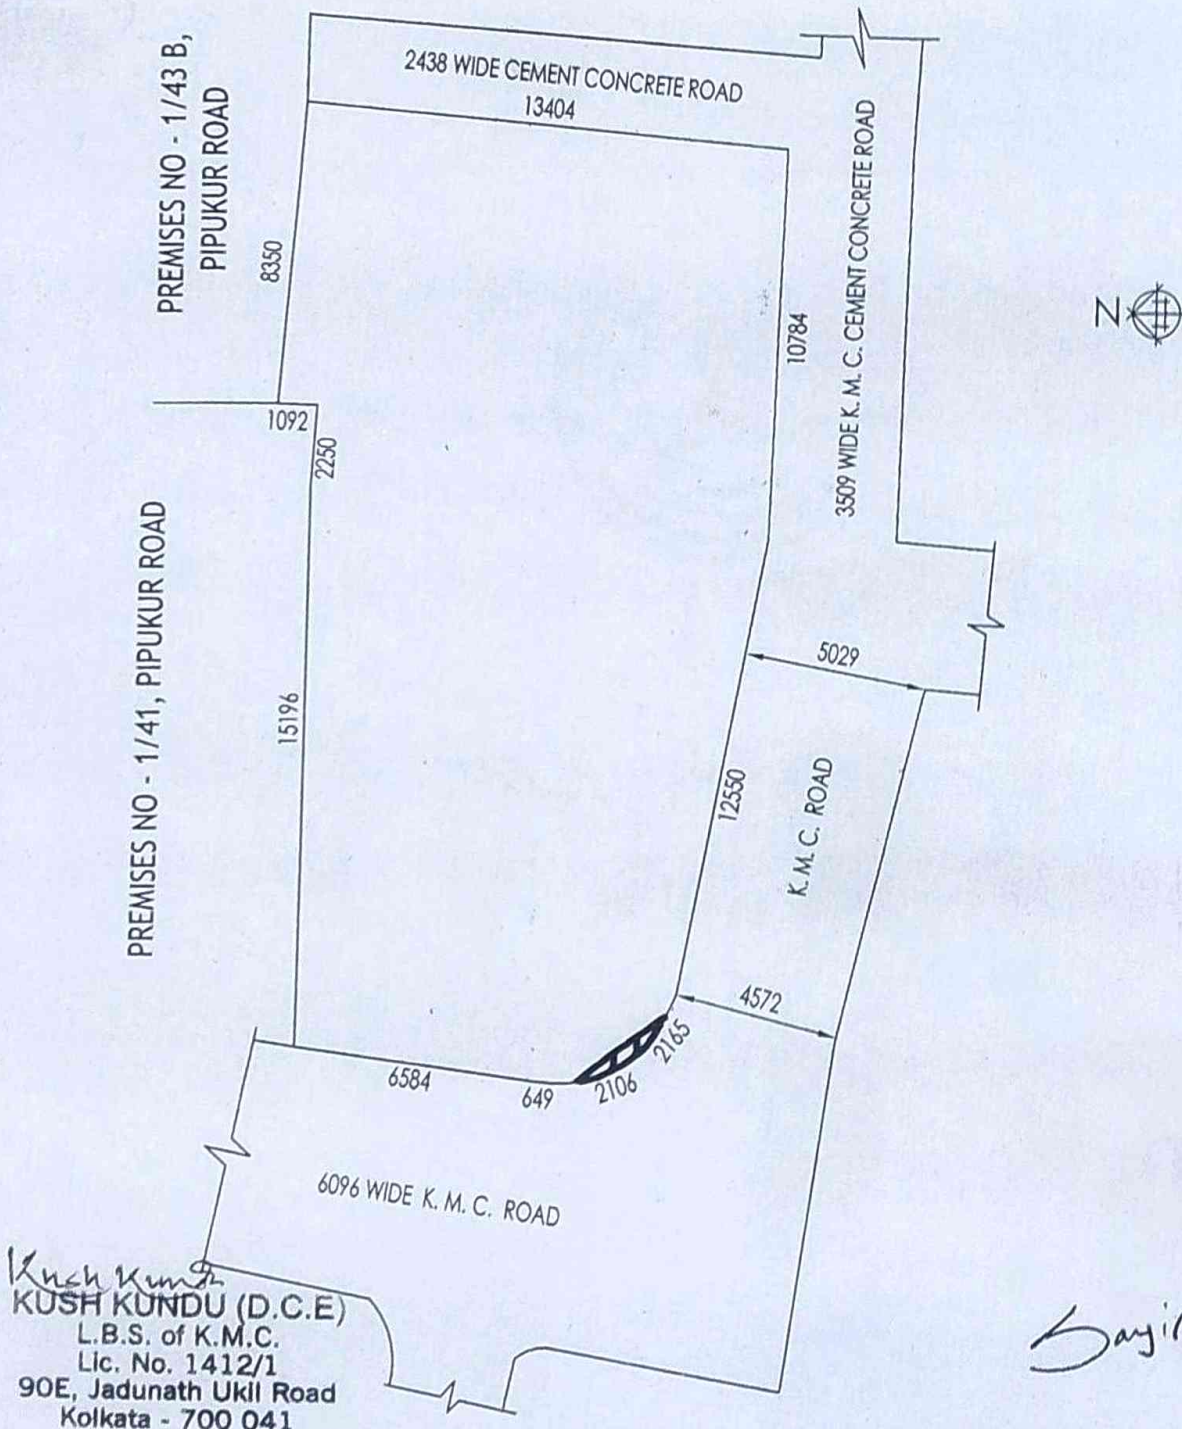 PREMISES NO - 1/43 B,
PIPUKUR ROAD
2438 WIDE CEMENT CONCRETE ROAD
13404
8350
3509 WIDE K. M. C. CEMENT CONCRETE ROAD
10784
N
1092
2250
PREMISES NO - 1/41, PIPUKUR ROAD
15196
5029
12550
K. M. C. ROAD
4572
2165
2106
649
6584
6096 WIDE K. M. C. ROAD
Kush Kundu
KUSH KUNDU (D.C.E)
L.B.S. of K.M.C.
Lic. No. 1412/1
90E, Jadunath Ukil Road
Kolkata - 700 041